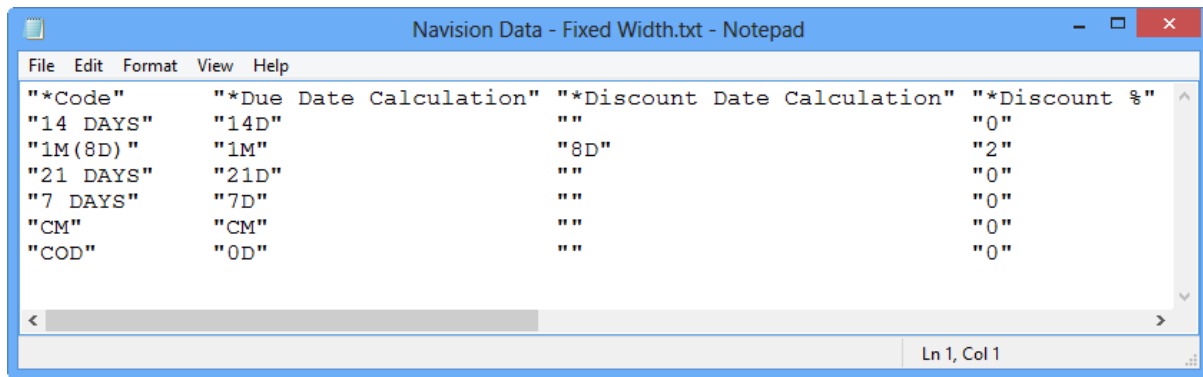 Navision Data - Fixed Width.txt - Notepad
File Edit Format View Help
"*Code" "*Due Date Calculation" "*Discount Date Calculation" "*Discount %"
"14 DAYS" "14D" "" "0"
"1M(8D)" "1M" "8D" "2"
"21 DAYS" "21D" "" "0"
"7 DAYS" "7D" "" "0"
"CM" "CM" "" "0"
"COD" "0D" "" "0"
Ln 1, Col 1